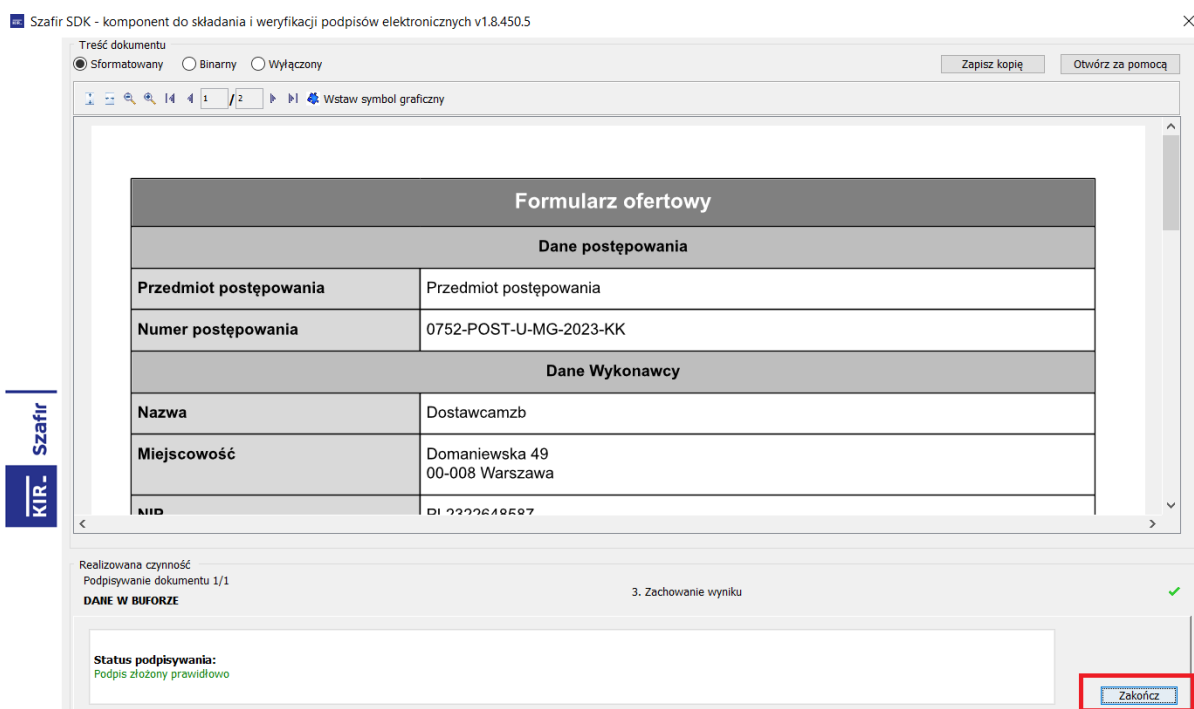 Szafir SDK - komponent do składania i weryfikacji podpisów elektronicznych v1.8.450.5
Treść dokumentu
Sformatowany Binarny Wyłączony Zapisz kopię Otwórz za pomocą
1 / 2 Wstaw symbol graficzny
Formularz ofertowy
Dane postępowania
Przedmiot postępowania Przedmiot postępowania
Numer postępowania 0752-POST-U-MG-2023-KK
Dane Wykonawcy
Nazwa Dostawcamzb
Miejscowość Domaniewska 49
00-008 Warszawa
NIP PL2322648587
KIR Szafir
Realizowana czynność
Podpisywanie dokumentu 1/1
DANE W BUFORZE
3. Zachowanie wyniku
Status podpisywania:
Podpis złożony prawidłowo
Zakończ